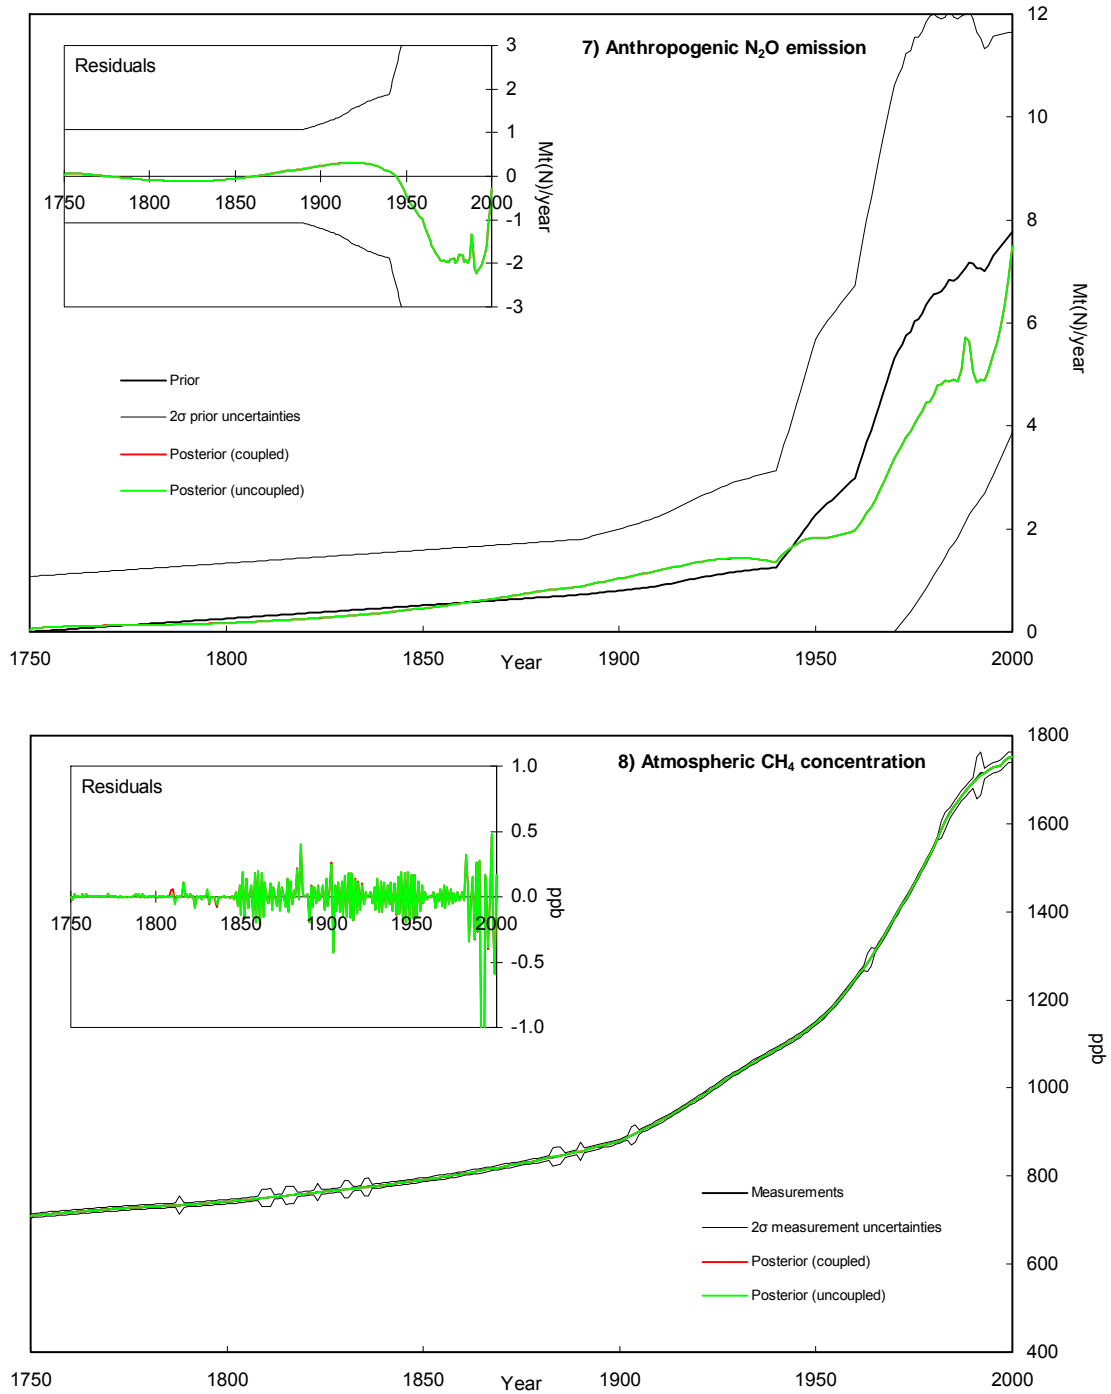 7) Anthropogenic N₂O emission
Residuals
3
2
1
0
-1
-2
-3
Mt(N)/year
1750 1800 1850 1900 1950 2000
Prior
2σ prior uncertainties
Posterior (coupled)
Posterior (uncoupled)
12
10
8
6
4
2
0
Mt(N)/year
1750 1800 1850 1900 1950 2000
Year
8) Atmospheric CH₄ concentration
Residuals
1.0
0.5
0.0
-0.5
-1.0
ppb
1750 1800 1850 1900 1950 2000
1800
1600
1400
1200
1000
800
600
400
ppb
Measurements
2σ measurement uncertainties
Posterior (coupled)
Posterior (uncoupled)
1750 1800 1850 1900 1950 2000
Year